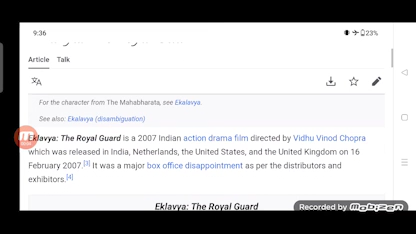 9:36
23%
Article Talk
For the character from The Mahabharata, see Ekalavya.
See also: Ekalavya (disambiguation)
Eklavya: The Royal Guard is a 2007 Indian action drama film directed by Vidhu Vinod Chopra
which was released in India, Netherlands, the United States, and the United Kingdom on 16
February 2007.[3] It was a major box office disappointment as per the distributors and
exhibitors.[4]
Eklavya: The Royal Guard
Recorded by Mobizen